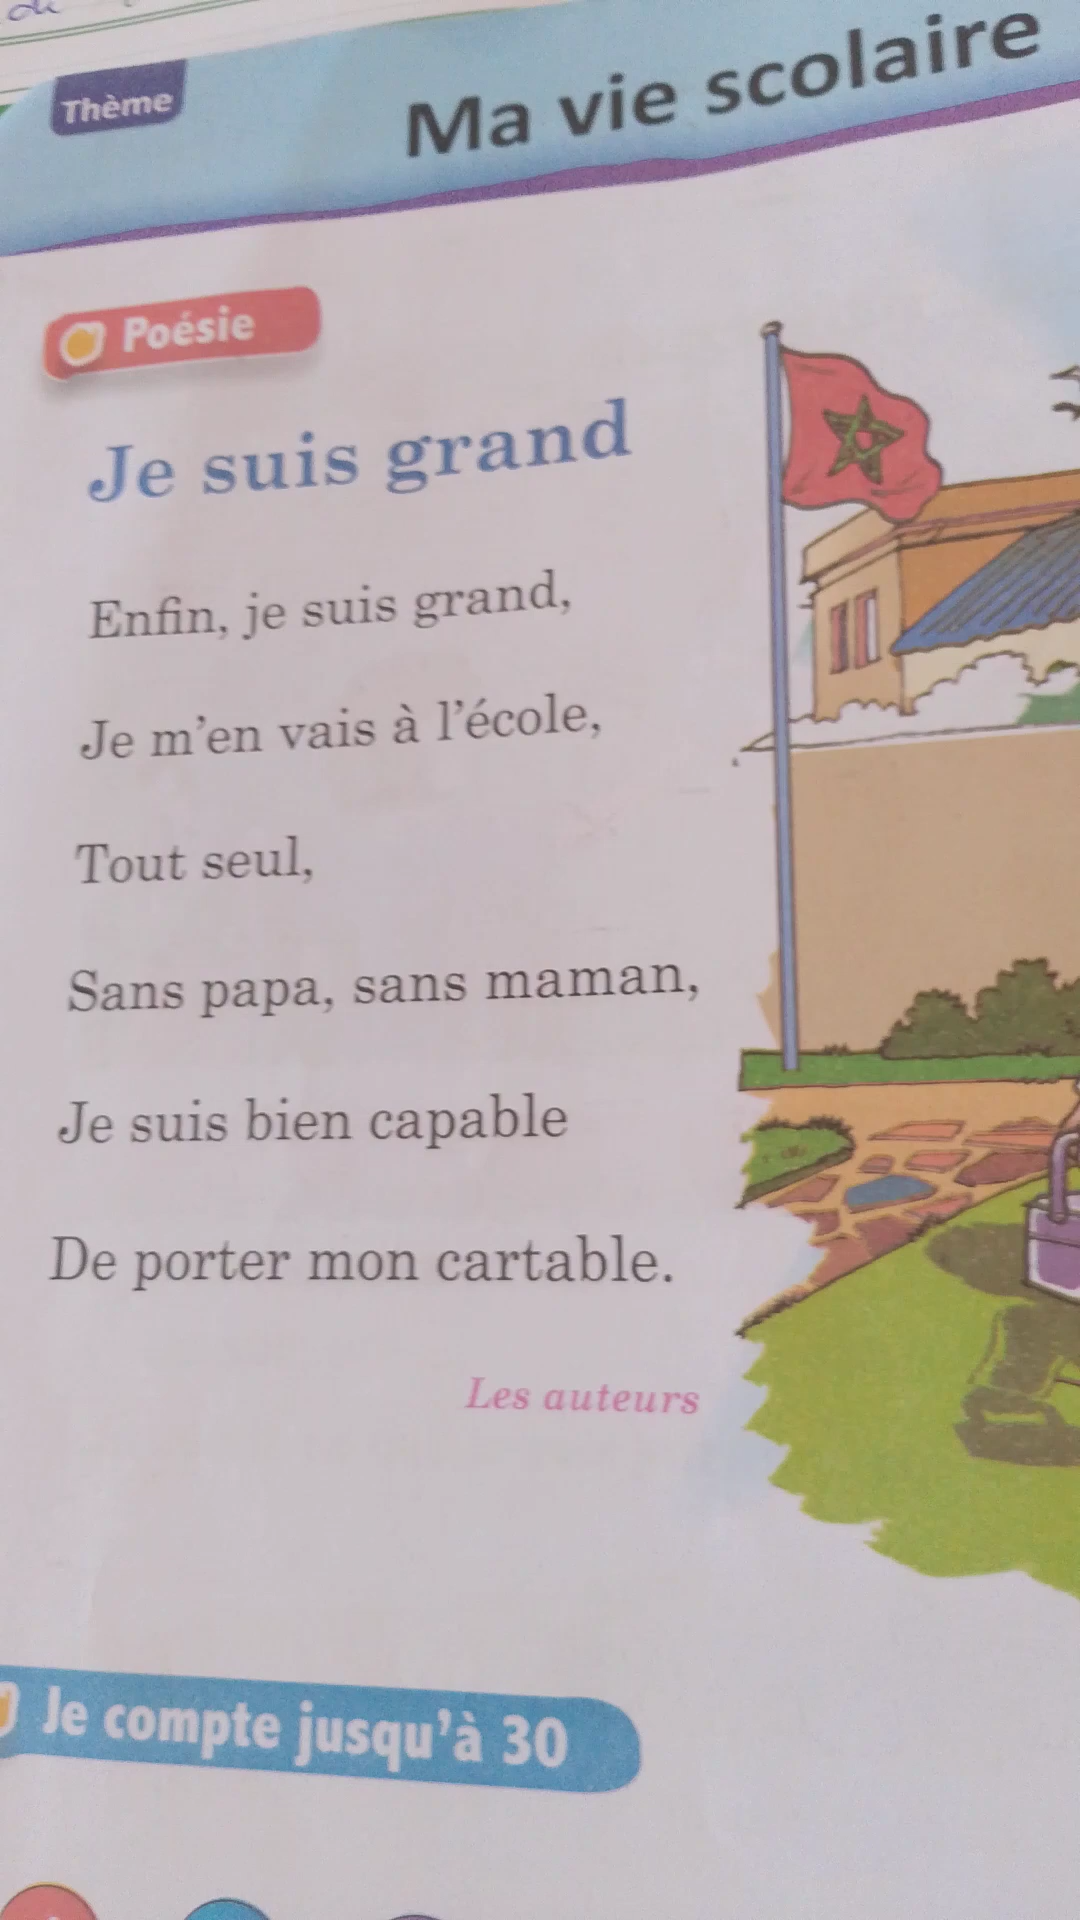 Thème
Ma vie scolaire
Poésie
Je suis grand
Enfin, je suis grand,
Je m'en vais à l'école,
Tout seul,
Sans papa, sans maman,
Je suis bien capable
De porter mon cartable.
Les auteurs
Je compte jusqu'à 30